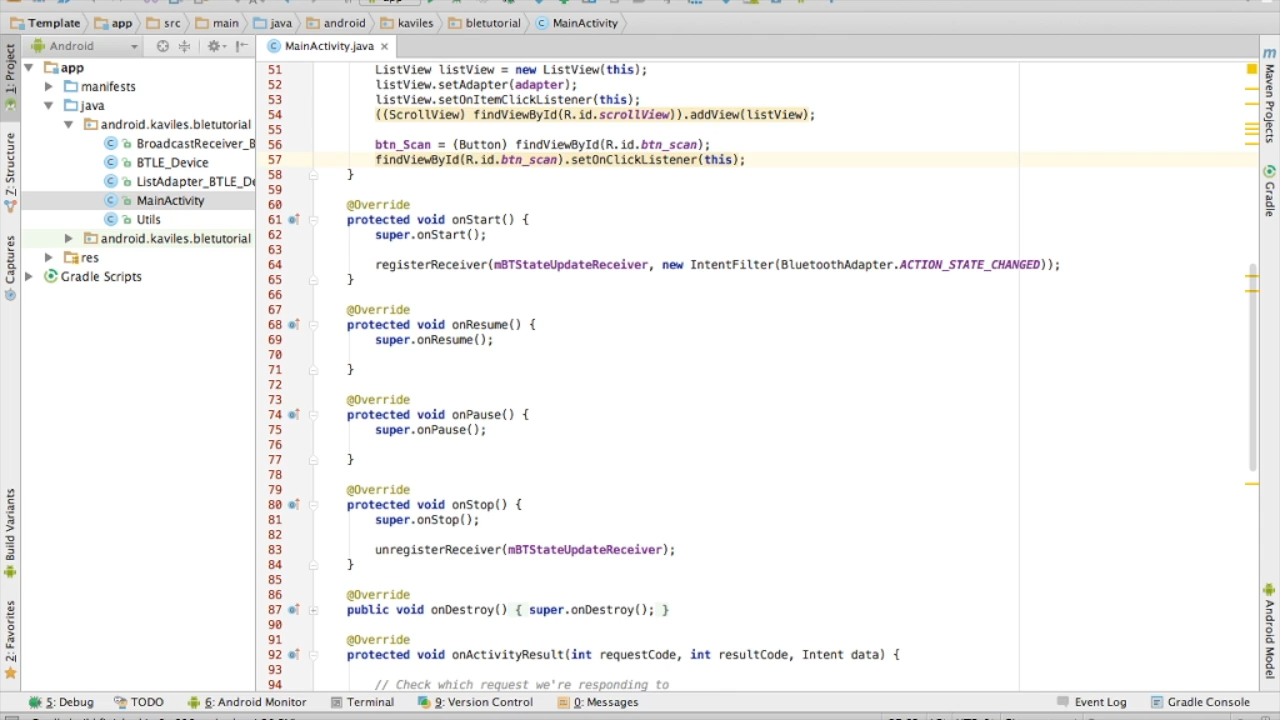 Template app src main java android kaviles bletutorial MainActivity
Android
MainActivity.java
1: Project
7: Structure
Captures
Build Variants
2: Favorites
app
manifests
java
android.kaviles.bletutorial
BroadcastReceiver_B
BTLE_Device
ListAdapter_BTLE_De
MainActivity
Utils
android.kaviles.bletutorial
res
Gradle Scripts
51 ListView listView = new ListView(this);
52 listView.setAdapter(adapter);
53 listView.setOnItemClickListener(this);
54 ((ScrollView) findViewById(R.id.scrollView)).addView(listView);
55
56 btn_Scan = (Button) findViewById(R.id.btn_scan);
57 findViewById(R.id.btn_scan).setOnClickListener(this);
58 }
59
60 @Override
61 protected void onStart() {
62 super.onStart();
63
64 registerReceiver(mBTStateUpdateReceiver, new IntentFilter(BluetoothAdapter.ACTION_STATE_CHANGED));
65 }
66
67 @Override
68 protected void onResume() {
69 super.onResume();
70
71 }
72
73 @Override
74 protected void onPause() {
75 super.onPause();
76
77 }
78
79 @Override
80 protected void onStop() {
81 super.onStop();
82
83 unregisterReceiver(mBTStateUpdateReceiver);
84 }
85
86 @Override
87 public void onDestroy() { super.onDestroy(); }
90
91 @Override
92 protected void onActivityResult(int requestCode, int resultCode, Intent data) {
93
94 // Check which request we're responding to
Maven Projects
Gradle
Android Model
5: Debug TODO 6: Android Monitor Terminal 9: Version Control 0: Messages Event Log Gradle Console